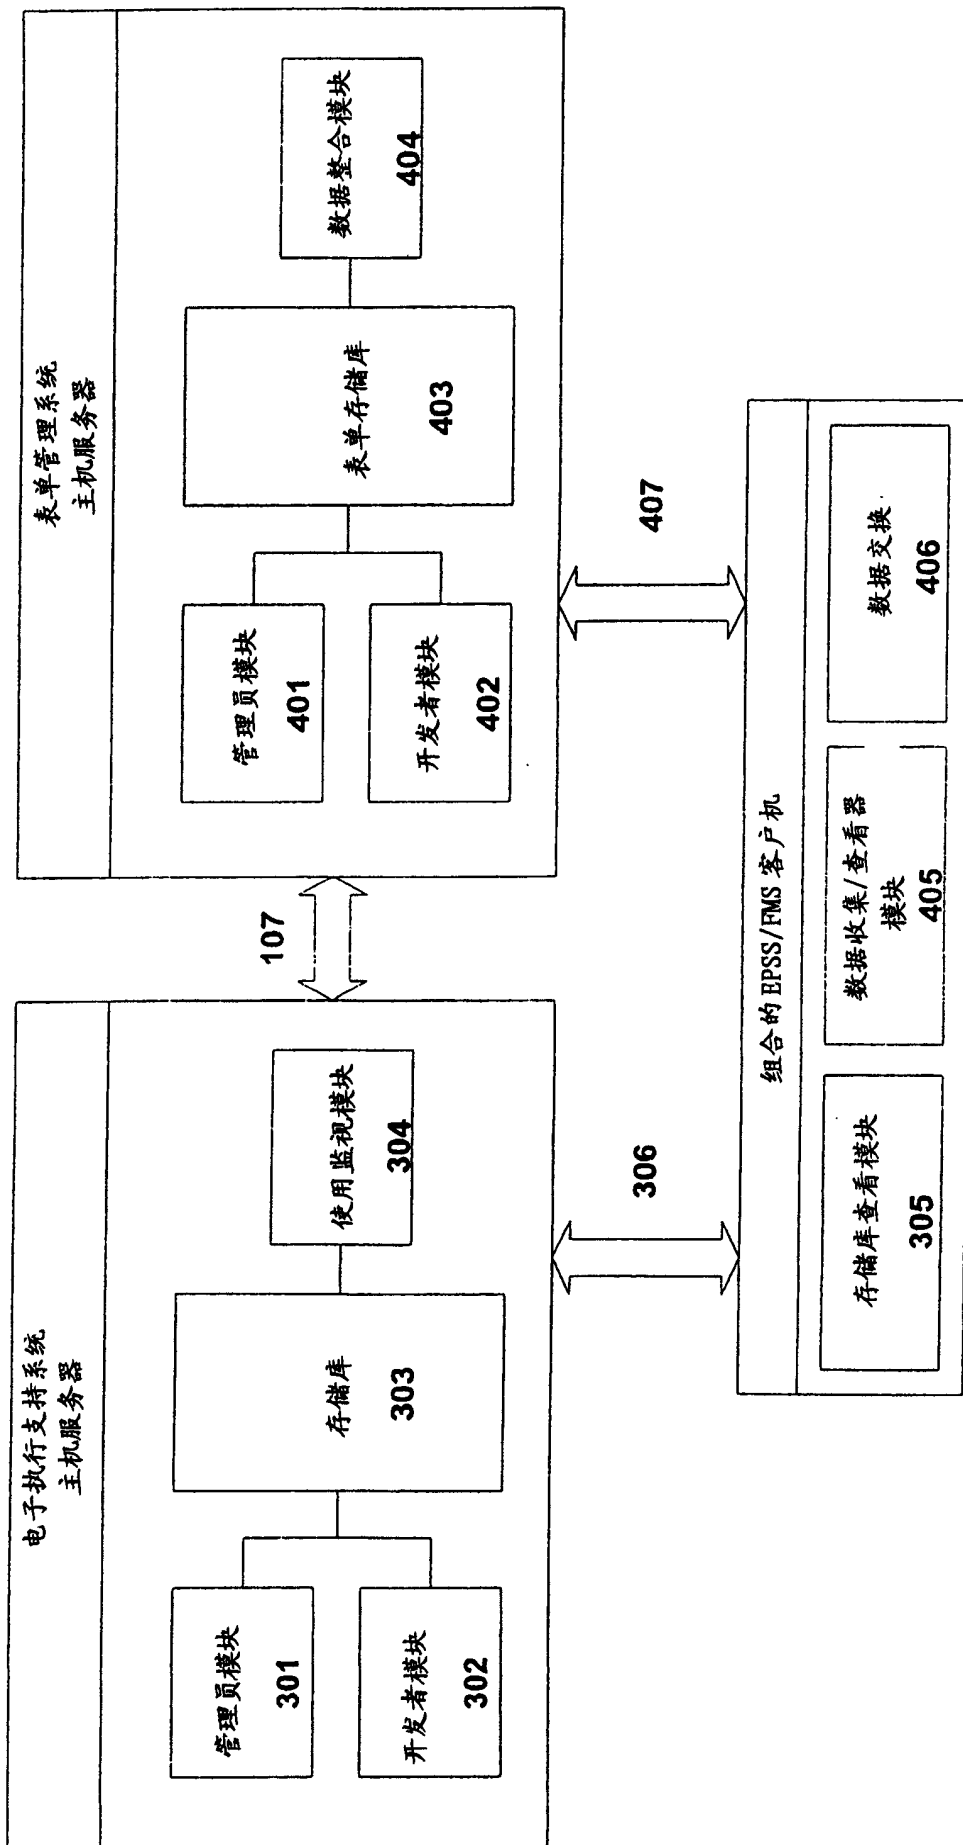 电子执行支持系统
主机服务器
管理员模块
301
开发者模块
302
存储库
303
使用监视模块
304
107
表单管理系统
主机服务器
管理员模块
401
开发者模块
402
表单存储库
403
数据整合模块
404
306
407
组合的EPSS/FMS客户机
存储库查看模块
305
数据收集/查看器
模块
405
数据交换
406